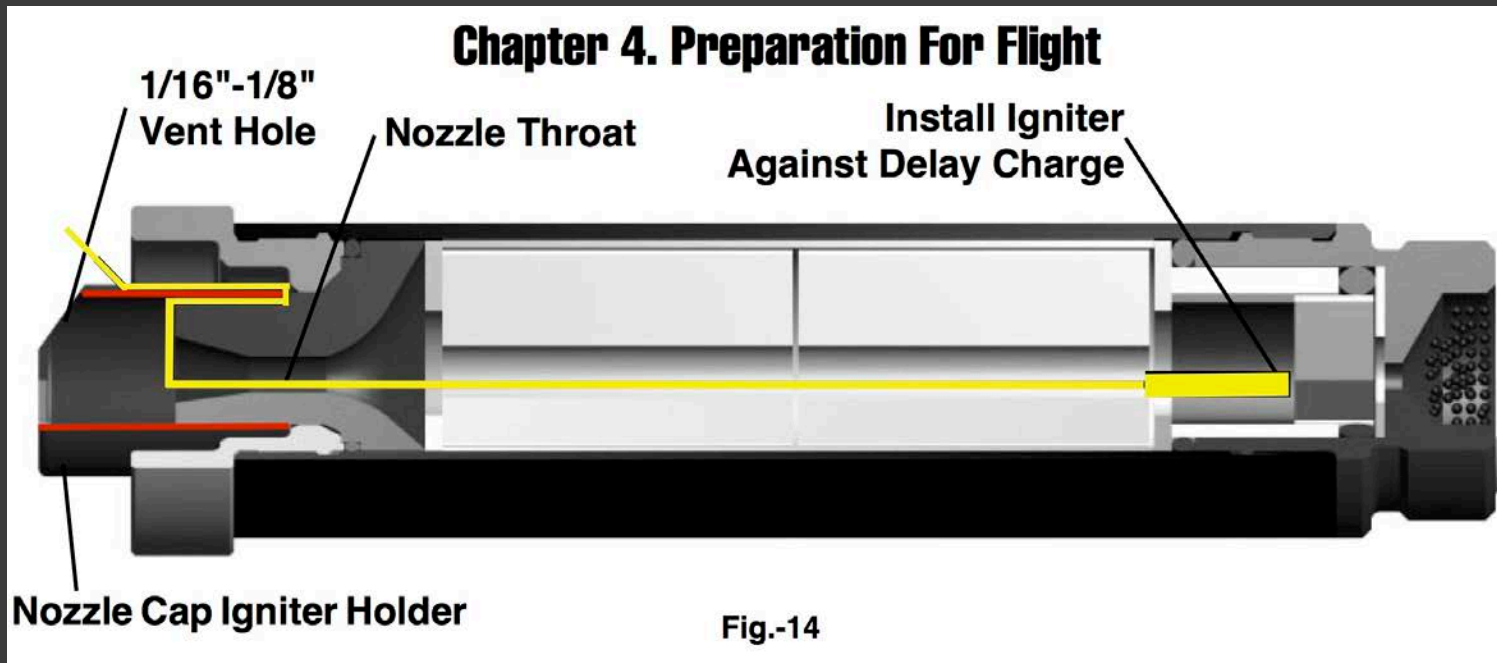 Chapter 4. Preparation For Flight
1/16"-1/8"
Vent Hole
Nozzle Throat
Install Igniter
Against Delay Charge
Nozzle Cap Igniter Holder
Fig.-14